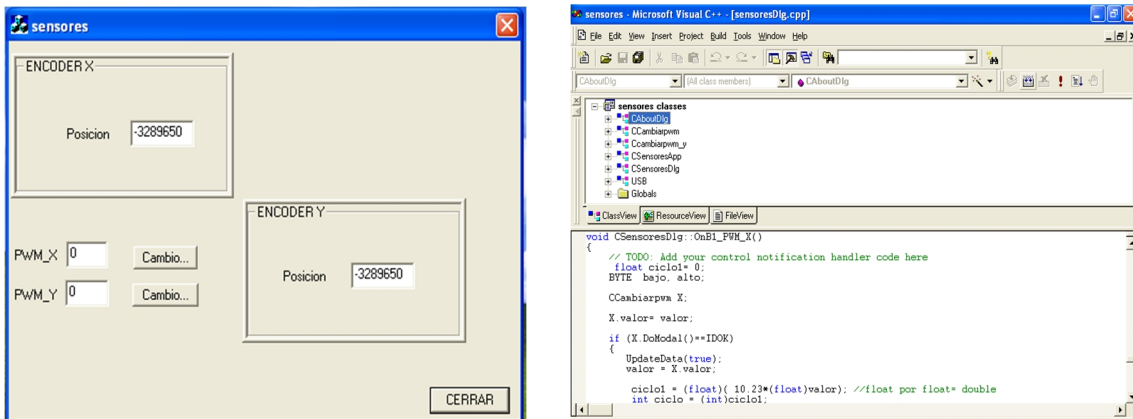 sensores
ENCODER X
Posicion -3289650
ENCODER Y
Posicion -3289650
PWM_X 0 Cambio...
PWM_Y 0 Cambio...
CERRAR
sensores - Microsoft Visual C++ - [sensoresDlg.cpp]
File Edit View Insert Project Build Tools Window Help
CAboutDlg (All class members) CAboutDlg
sensores classes
CAboutDlg
CCambiarpwm
Ccambiarpwm_y
CSensoresApp
CSensoresDlg
USB
Globals
ClassView ResourceView FileView
void CSensoresDlg::OnB1_PWM_X()
{
// TODO: Add your control notification handler code here
float ciclo1= 0;
BYTE bajo, alto;
CCambiarpwm X;
X.valor= valor;
if (X.DoModal()==IDOK)
{
UpdateData(true);
valor = X.valor;
ciclo1 = (float)( 10.23*(float)valor); //float por float= double
int ciclo = (int)ciclo1;